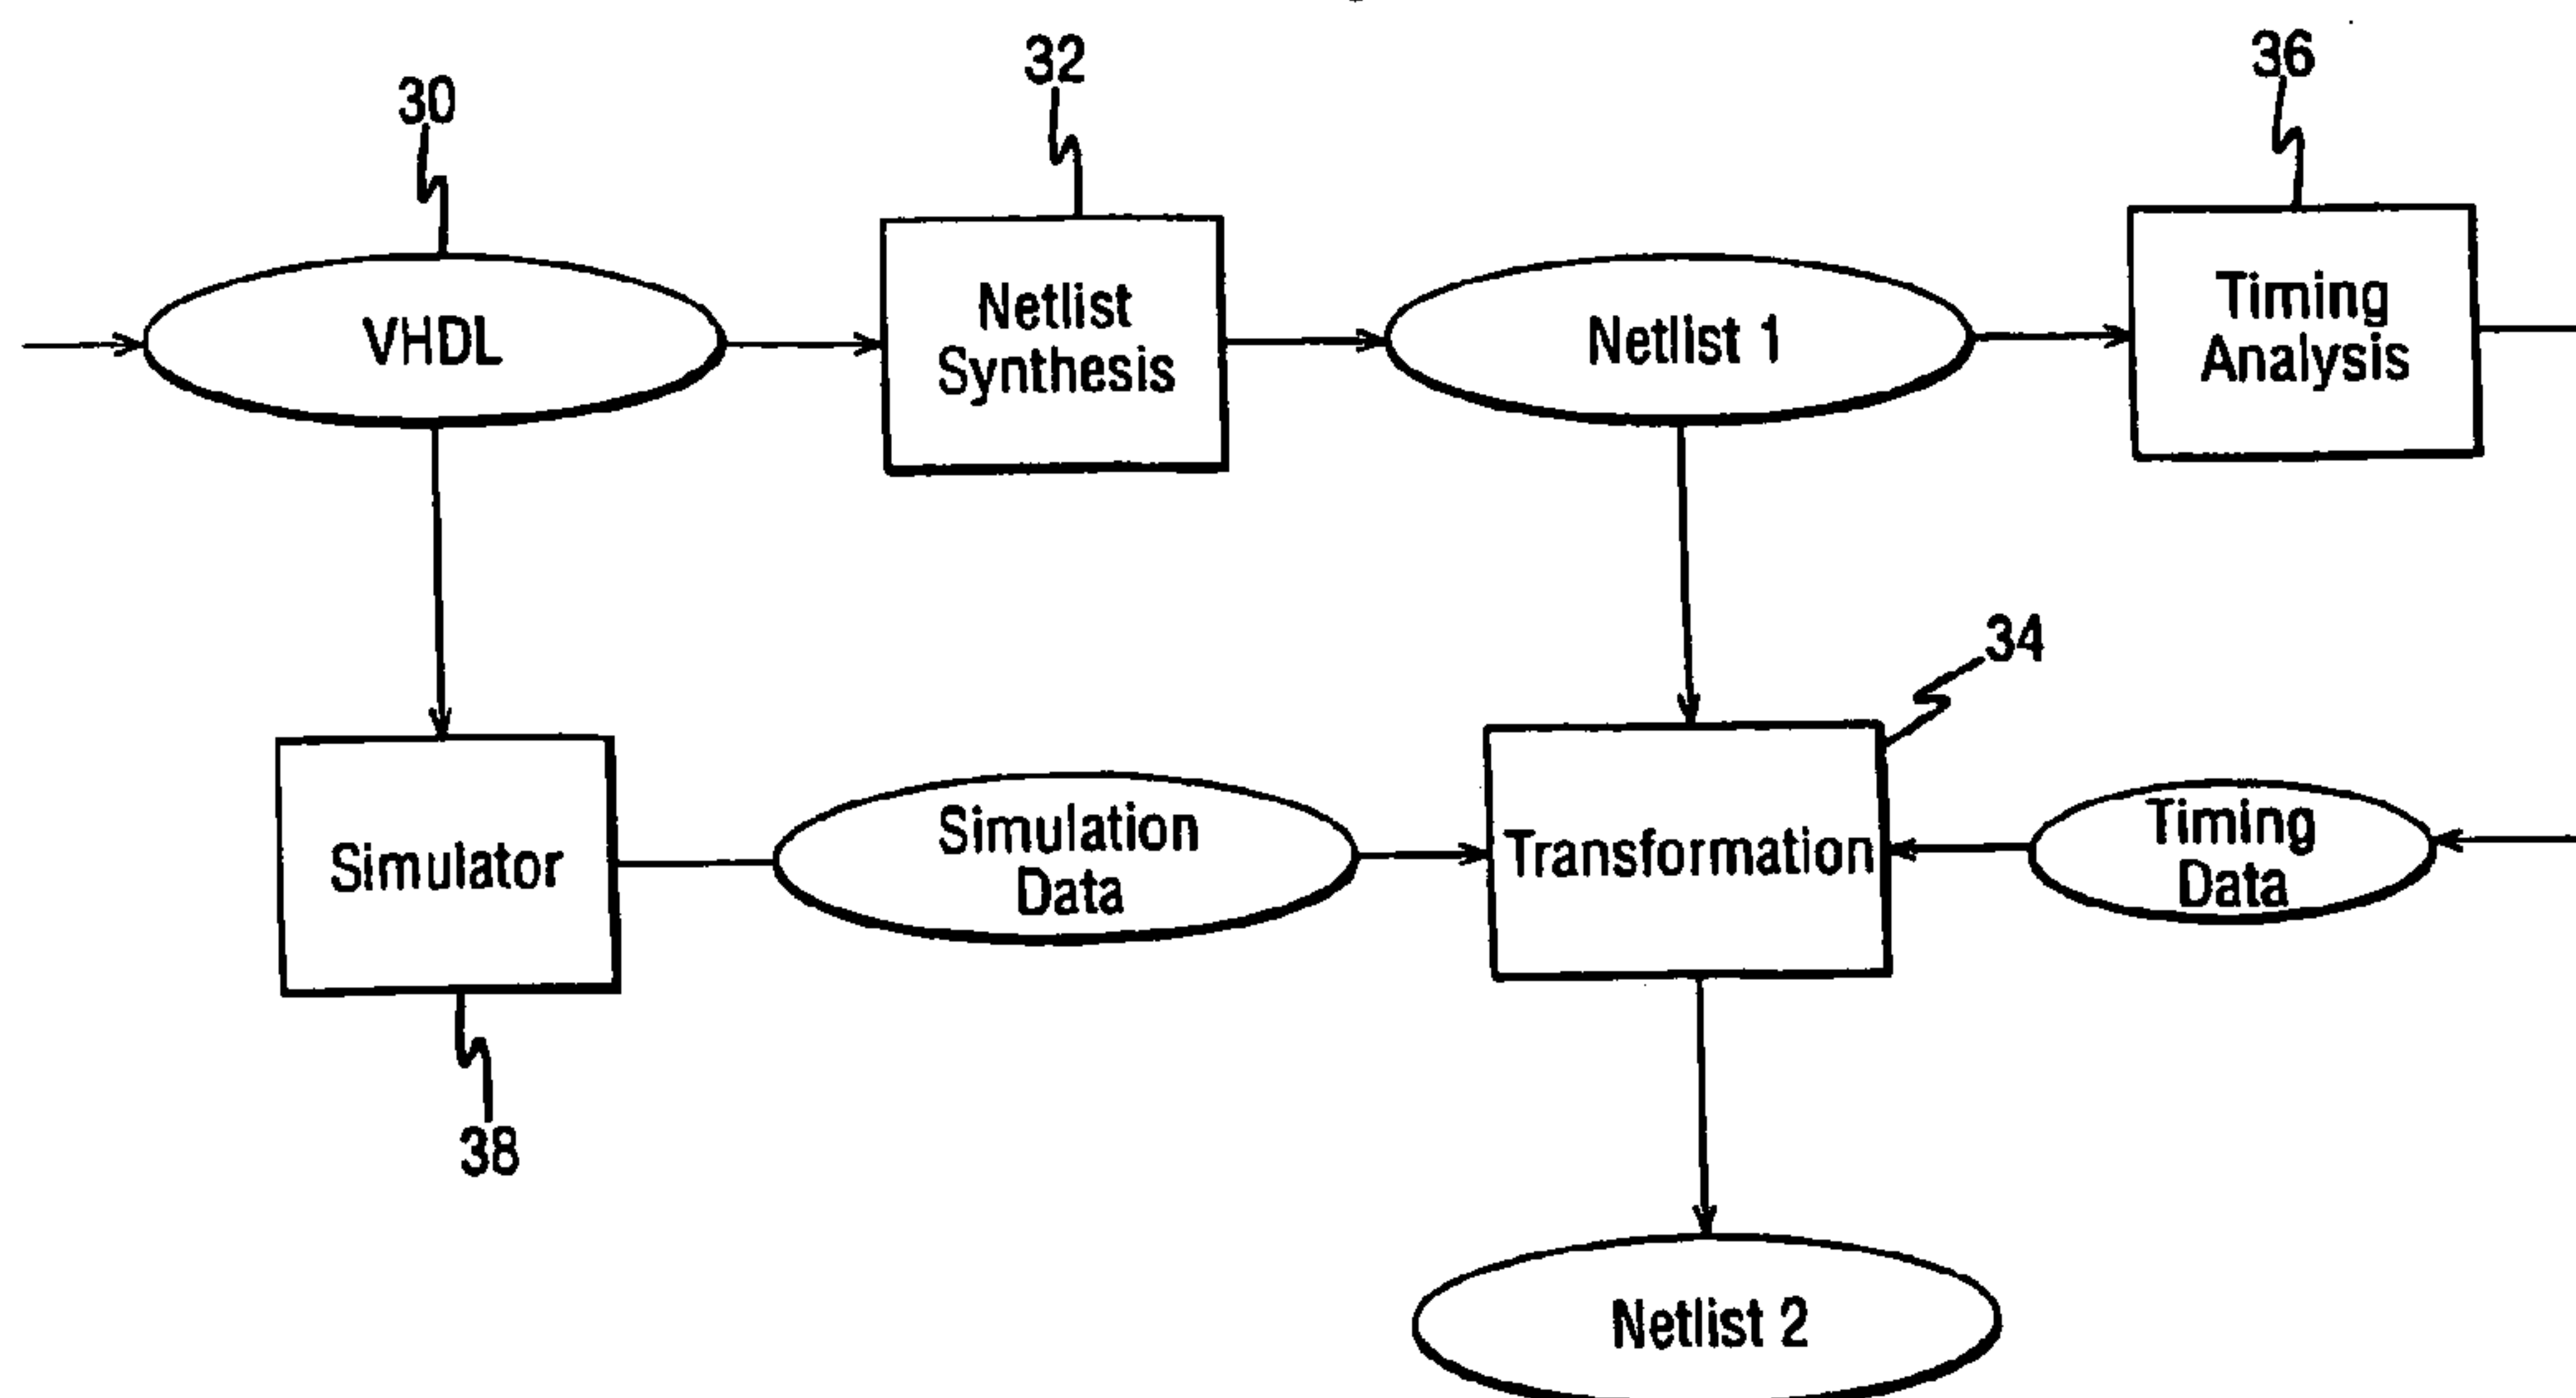 32
36
30
VHDL
Netlist
Synthesis
Netlist 1
Timing
Analysis
34
Simulator
Simulation
Data
Transformation
Timing
Data
38
Netlist 2